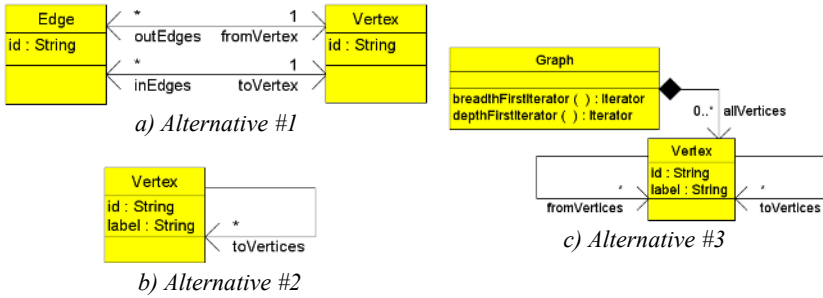 Edge
id : String
* 1
outEdges fromVertex
* 1
inEdges toVertex
Vertex
id : String
a) Alternative #1
Vertex
id : String
label : String
*
toVertices
b) Alternative #2
Graph
breadthFirstIterator ( ) : Iterator
depthFirstIterator ( ) : Iterator
0..* allVertices
Vertex
id : String
label : String
* *
fromVertices toVertices
c) Alternative #3